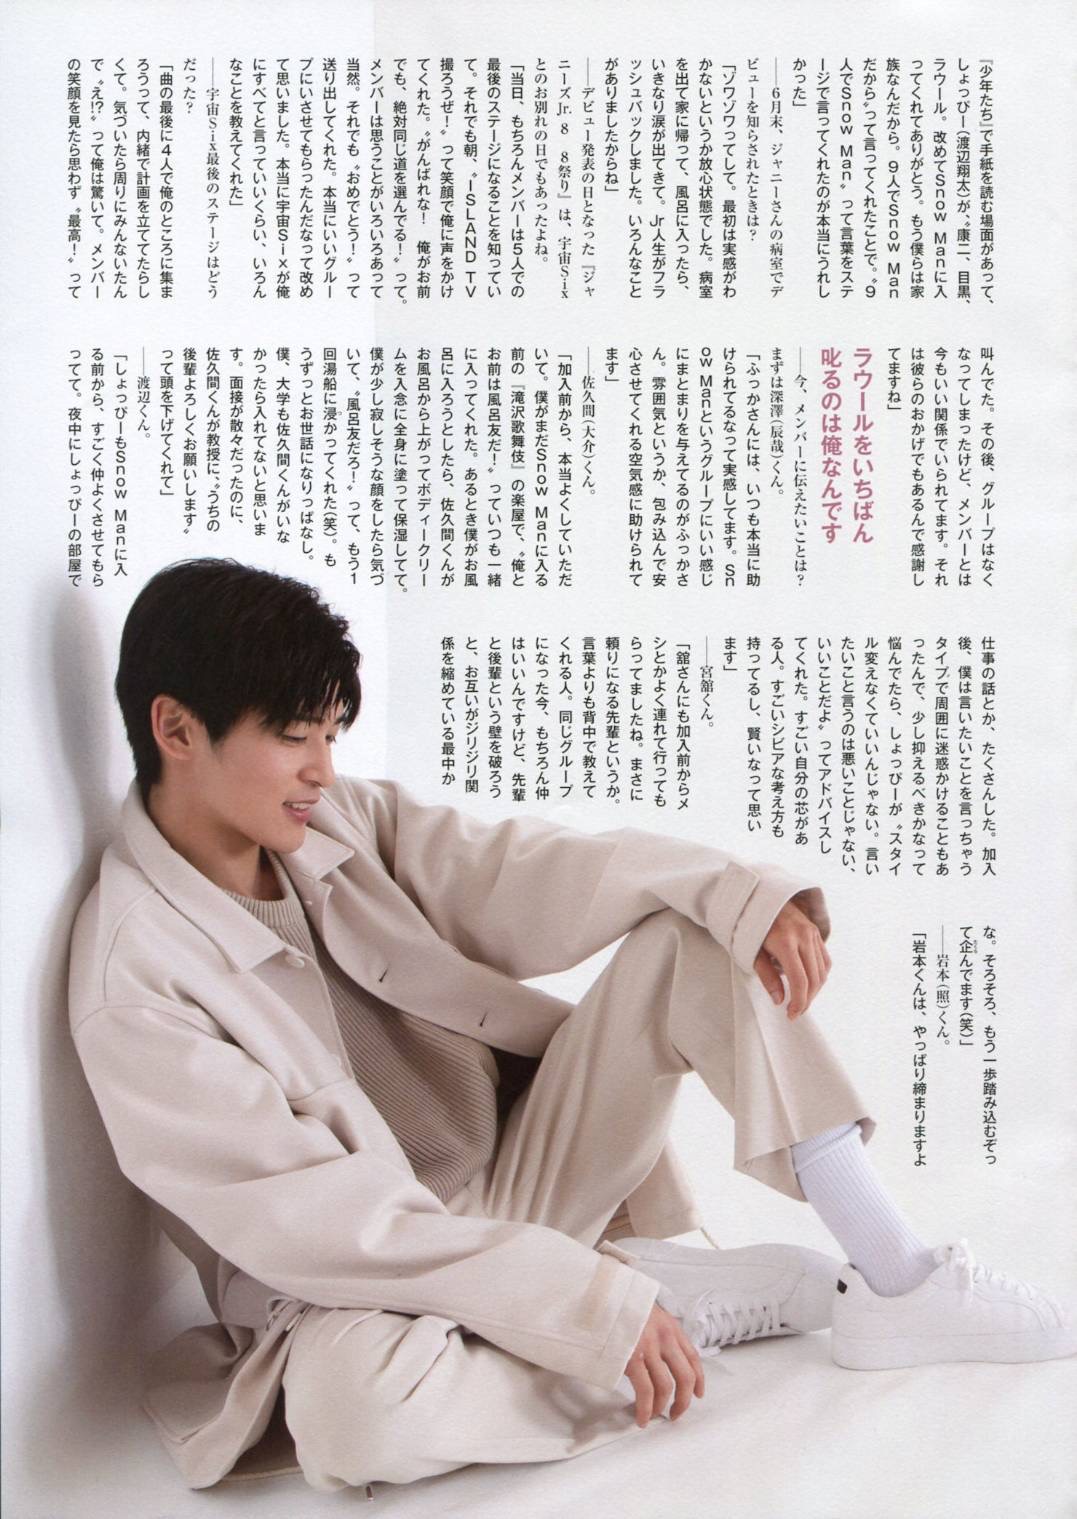 『少年たち』で手紙を読む場面があって、
しょっぴー(渡辺翔太)が、〝康二、目黒、
ラウール。改めてSnow Manに入
ってくれてありがとう。もう僕らは家
族なんだから。9人でSnow Man
だから〟って言ってくれたことで。〝9
人でSnow Man〟って言葉をステ
ージで言ってくれたのが本当にうれし
かった」
――6月末、ジャニーさんの病室でデ
ビューを知らされたときは?
「ゾワゾワってして。最初は実感がわ
かないというか放心状態でした。病室
を出て家に帰って、風呂に入ったら、
いきなり涙が出てきて。Jr.人生がフラ
ッシュバックしました。いろんなこと
がありましたからね」
――デビュー発表の日となった『ジャ
ニーズJr. 8 8祭り』は、宇宙Six
とのお別れの日でもあったよね。
「当日、もちろんメンバーは5人での
最後のステージになることを知ってい
て。それでも朝、〝ISLAND TV
撮ろうぜ!〟って笑顔で俺に声をかけ
てくれた。〝がんばれな! 俺がお前
でも、絶対同じ道を選んでる!〟って。
メンバーは思うことがいろいろあって
当然。それでも〝おめでとう!〟って
送り出してくれた。本当にいいグルー
プにいさせてもらったんだなって改め
て思いました。本当に宇宙Sixが俺
にすべてと言っていいくらい、いろん
なことを教えてくれた」
――宇宙Six最後のステージはどう
だった?
「曲の最後に4人で俺のところに集ま
ろうって、内緒で計画を立ててたらし
くて。気づいたら周りにみんないたん
で〝え!?〟って俺は驚いて。メンバー
の笑顔を見たら思わず〝最高!〟って
叫んでた。その後、グループはなく
なってしまったけど、メンバーとは
今もいい関係でいられてます。それ
は彼らのおかげでもあるんで感謝し
てますね」
ラウールをいちばん
叱るのは俺なんです
――今、メンバーに伝えたいことは?
まずは深澤(辰哉)くん。
「ふっかさんには、いつも本当に助
けられてるなって実感してます。Sn
ow Manというグループにいい感じ
にまとまりを与えてるのがふっかさ
ん。雰囲気というか、包み込んで安
心させてくれる空気感に助けられて
ます」
――佐久間(大介)くん。
「加入前から、本当よくしていただ
いて。僕がまだSnow Manに入る
前の『滝沢歌舞伎』の楽屋で、〝俺と
お前は風呂友だ!〟っていつも一緒
に入ってくれた。あるとき僕がお風
呂に入ろうとしたら、佐久間くんが
お風呂から上がってボディークリー
ムを入念に全身に塗って保湿してて。
僕が少し寂しそうな顔をしたら気づ
いて、〝風呂友だろ!〟って、もう1
回湯船に浸かってくれた(笑)。も
うずっとお世話になりっぱなし。
僕、大学も佐久間くんがいな
かったら入れてないと思いま
す。面接が散々だったのに、
佐久間くんが教授に、〝うちの
後輩よろしくお願いします〟
って頭を下げてくれて」
――渡辺くん。
「しょっぴーもSnow Manに入
る前から、すごく仲よくさせてもら
ってて。夜中にしょっぴーの部屋で
仕事の話とか、たくさんした。加入
後、僕は言いたいことを言っちゃう
タイプで周囲に迷惑かけることもあ
ったんで、少し抑えるべきかなって
悩んでたら、しょっぴーが〝スタイ
ル変えなくていいんじゃない。言い
たいこと言うのは悪いことじゃない、
いいことだよ〟ってアドバイスし
てくれた。すごい自分の芯があ
る人。すごいシビアな考え方も
持ってるし、賢いなって思い
ます」
――宮舘くん。
「舘さんにも加入前からメ
シとかよく連れて行っても
らってましたね。まさに
頼りになる先輩というか。
言葉よりも背中で教えて
くれる人。同じグループ
になった今、もちろん仲
はいいんですけど、先輩
と後輩という壁を破ろう
と、お互いがジリジリ関
係を縮めている最中か
な。そろそろ、もう一歩踏み込むぞっ
て企んでます(笑)」
――岩本(照)くん。
「岩本くんは、やっぱり締まりますよ